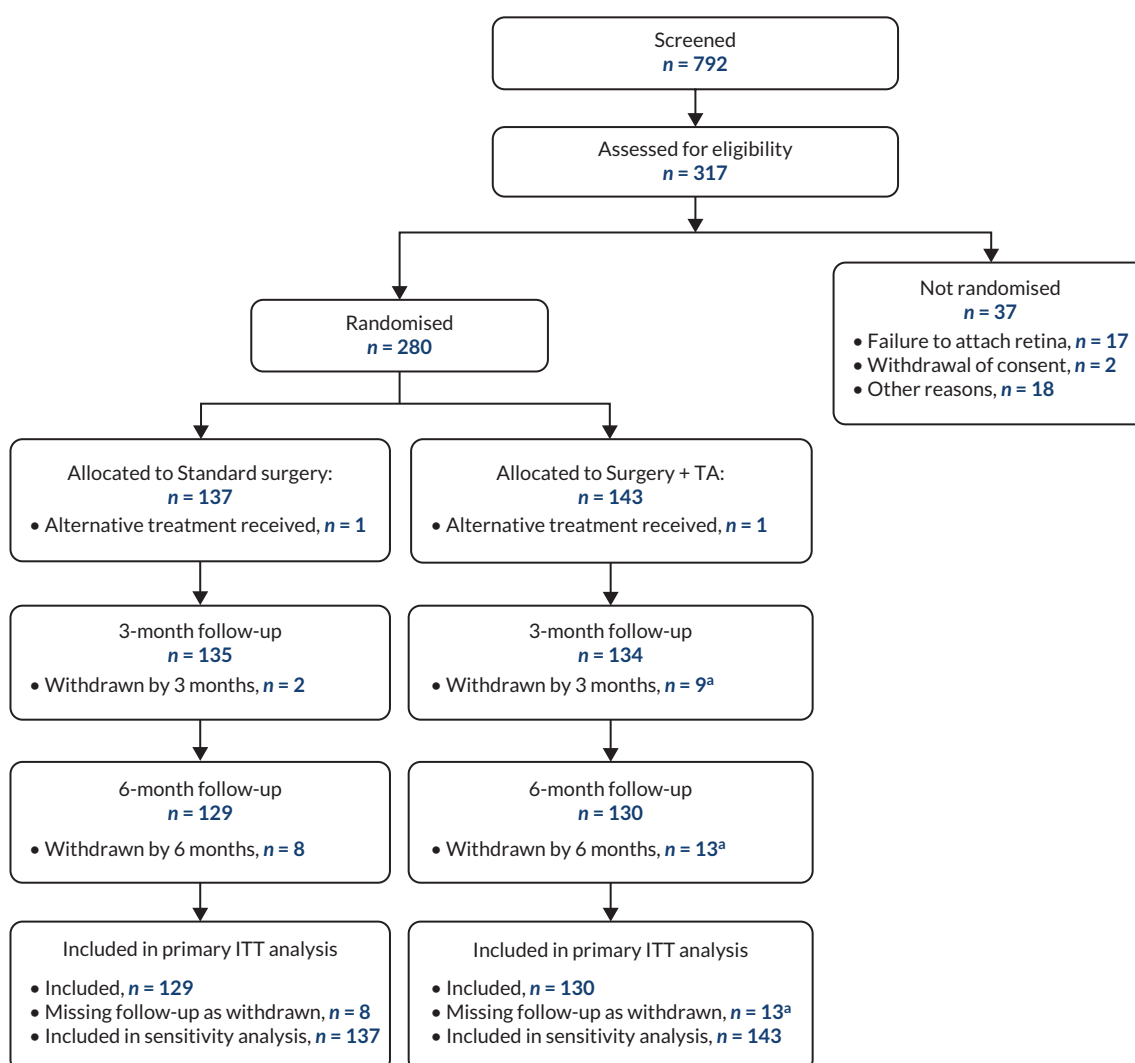 Screened
n = 792
Assessed for eligibility
n = 317
Not randomised
n = 37
• Failure to attach retina, n = 17
• Withdrawal of consent, n = 2
• Other reasons, n = 18
Randomised
n = 280
Allocated to Standard surgery:
n = 137
• Alternative treatment received, n = 1
Allocated to Surgery + TA:
n = 143
• Alternative treatment received, n = 1
3-month follow-up
n = 135
• Withdrawn by 3 months, n = 2
3-month follow-up
n = 134
• Withdrawn by 3 months, n = 9ᵃ
6-month follow-up
n = 129
• Withdrawn by 6 months, n = 8
6-month follow-up
n = 130
• Withdrawn by 6 months, n = 13ᵃ
Included in primary ITT analysis
• Included, n = 129
• Missing follow-up as withdrawn, n = 8
• Included in sensitivity analysis, n = 137
Included in primary ITT analysis
• Included, n = 130
• Missing follow-up as withdrawn, n = 13ᵃ
• Included in sensitivity analysis, n = 143